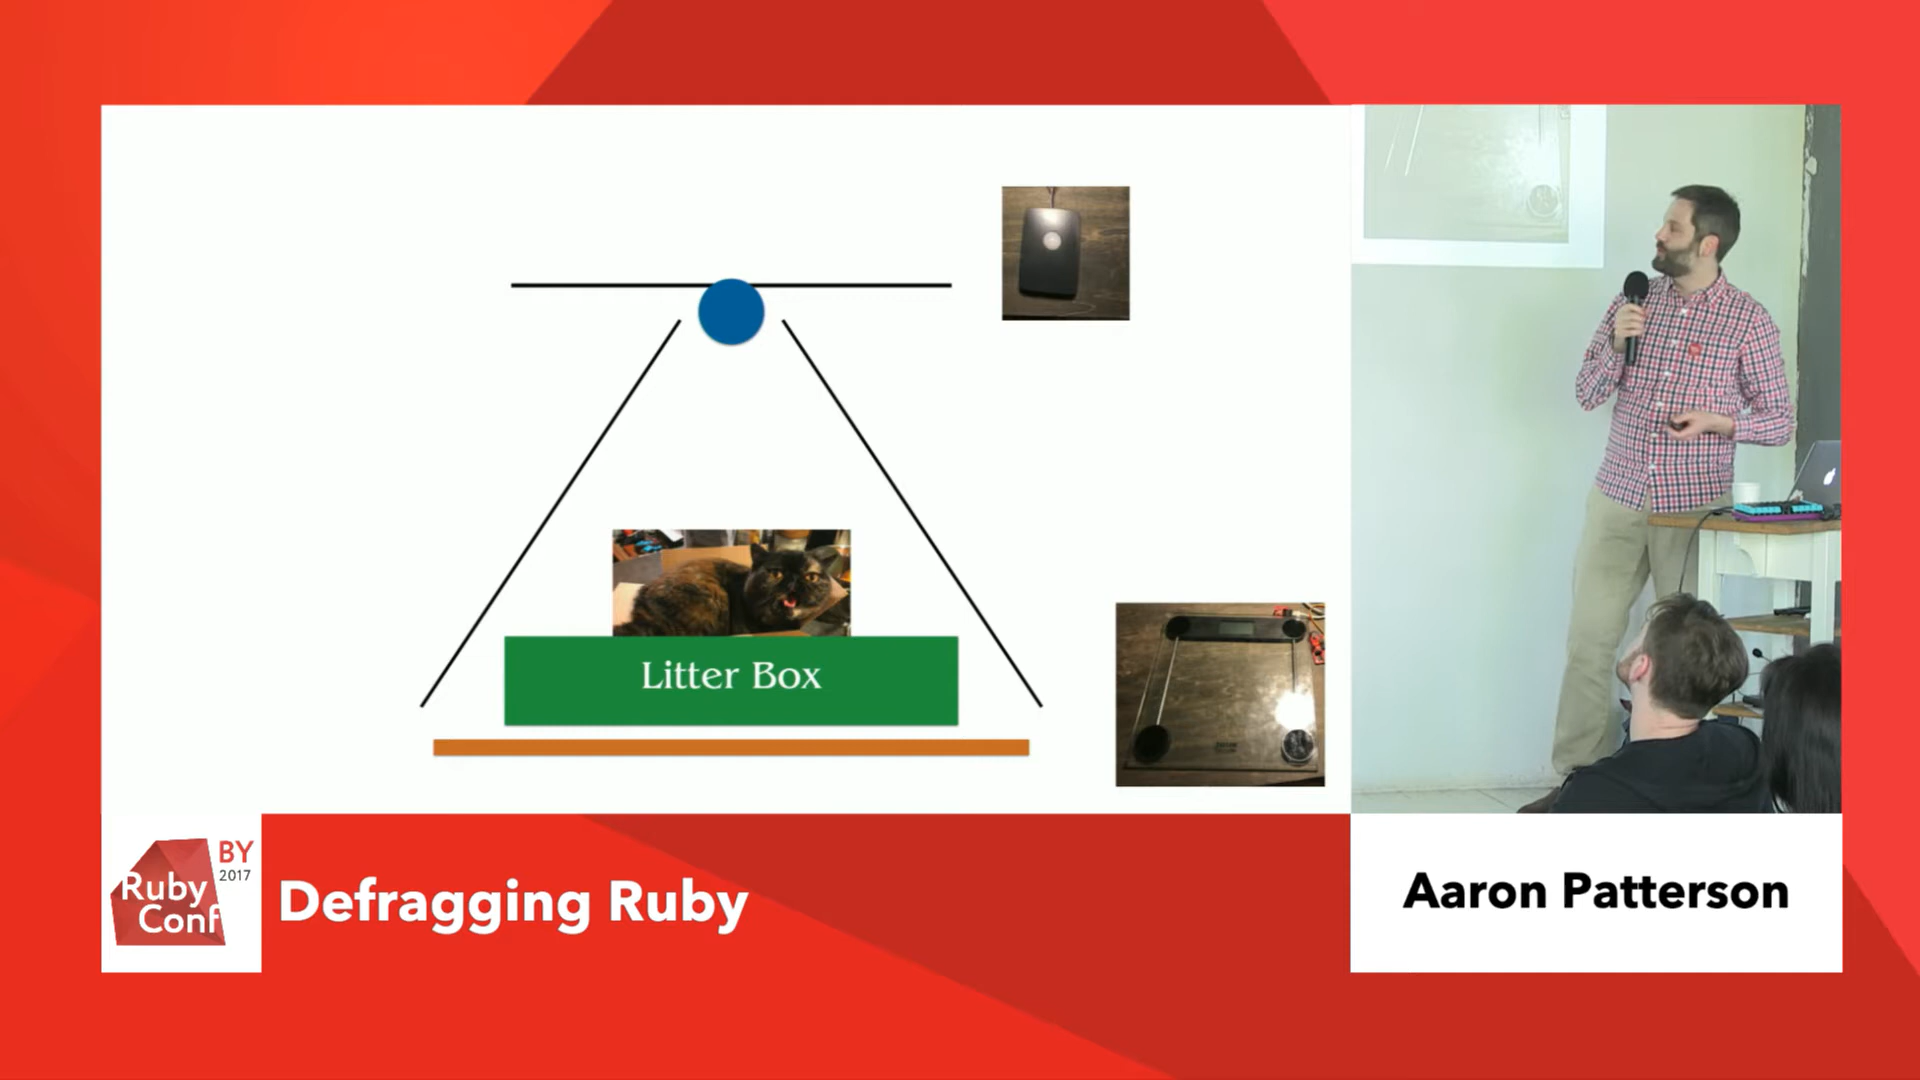 Litter Box
BY
2017
Ruby
Conf
Defragging Ruby
Aaron Patterson